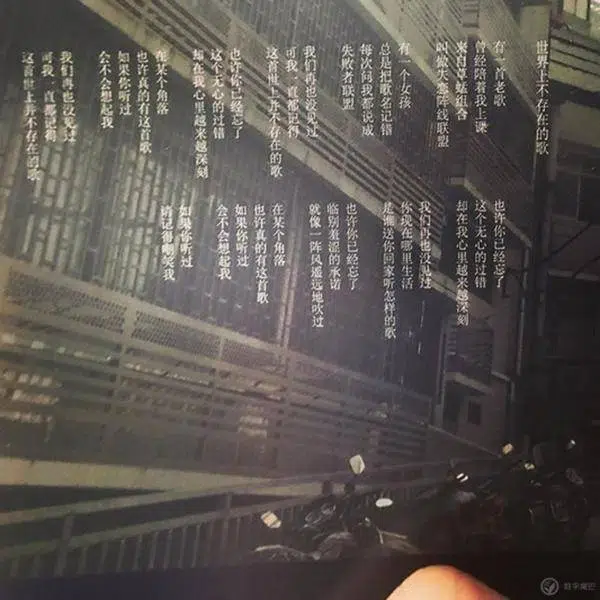 世界上不存在的歌
有一首老歌
曾经陪着我上课
来自草蜢组合
叫做失恋阵线联盟
有一个女孩
总是把歌名记错
每次问我都说成
失败者联盟
我们再也没见过
可我一直都记得
这首世上并不存在的歌
也许你已经忘了
这个无心的过错
却在我心里越来越深刻
在某个角落
也许真的有这首歌
如果你听过
会不会想起我
我们再也没见过
可我一直都记得
这首世上并不存在的歌
也许你已经忘了
这个无心的过错
却在我心里越来越深刻
我们再也没见过
你现在哪里生活
是谁送你回家听怎样的歌
也许你已经忘了
临别羞涩的承诺
就像一阵风遥远地吹过
在某个角落
也许真的有这首歌
如果你听过
会不会想起我
如果你听过
请记得嘲笑我